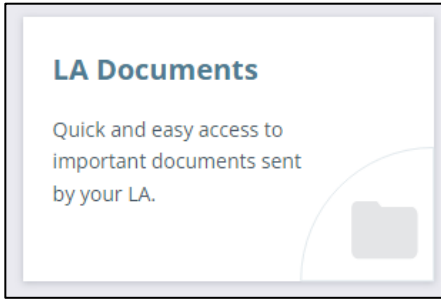 LA Documents
Quick and easy access to
important documents sent
by your LA.